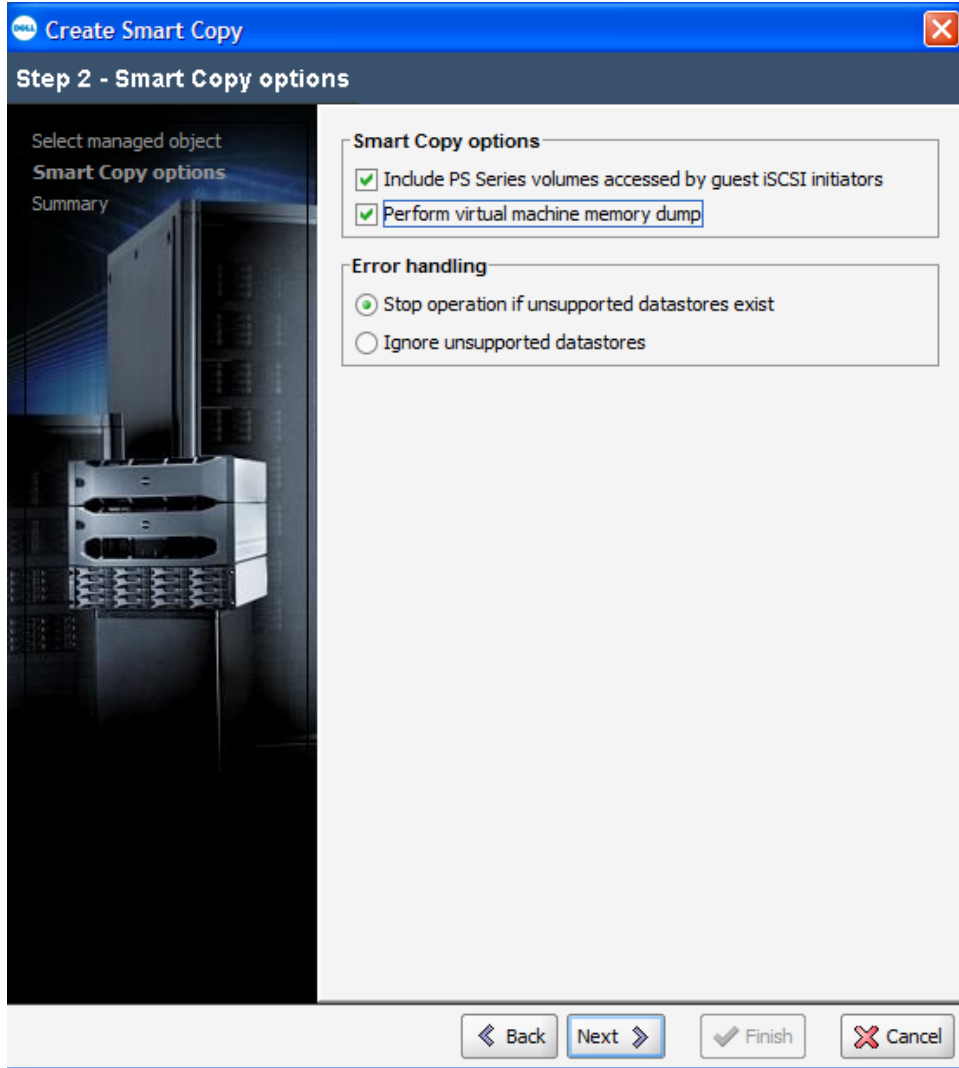 DELL
Create Smart Copy
Step 2 - Smart Copy options
Select managed object
Smart Copy options
Summary
Smart Copy options
Include PS Series volumes accessed by guest iSCSI initiators
Perform virtual machine memory dump
Error handling
Stop operation if unsupported datastores exist
Ignore unsupported datastores
Back
Next
Finish
Cancel